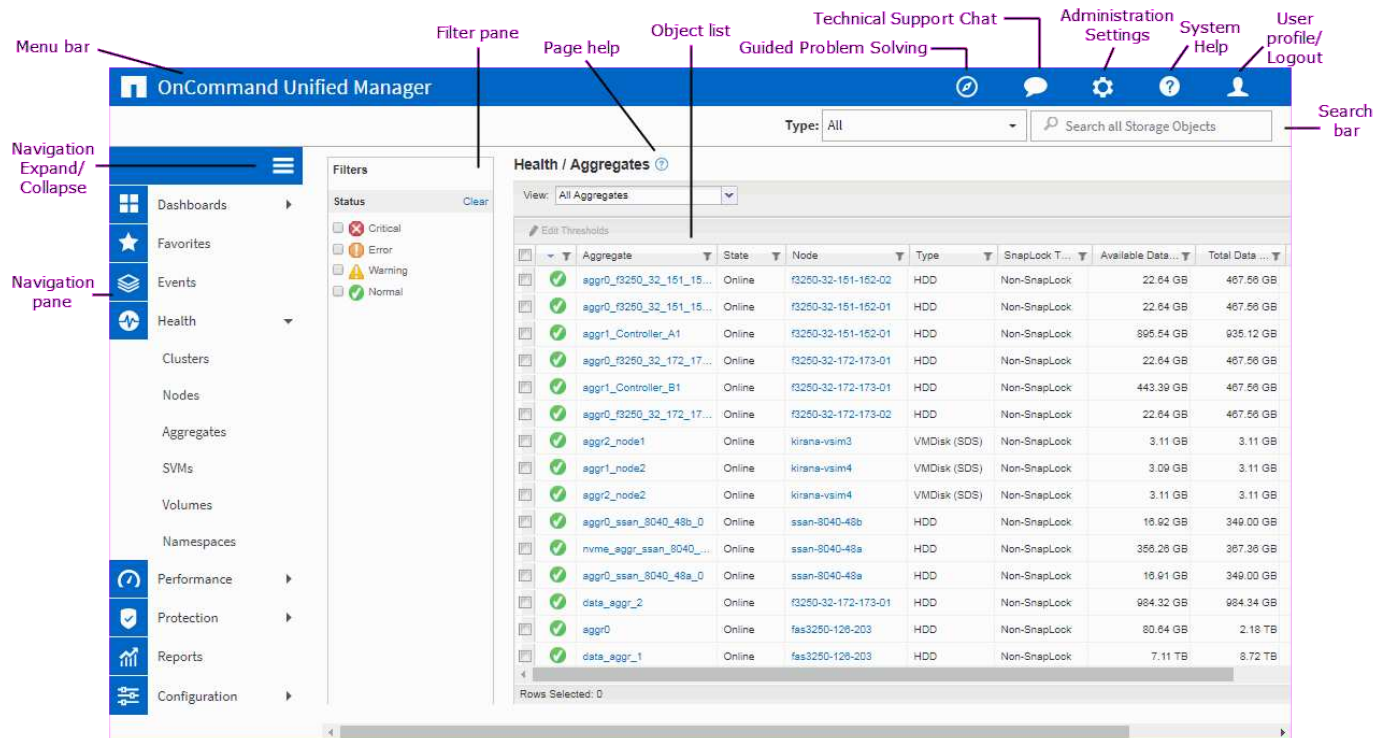 Technical Support Chat
Administration
Settings
User
profile/
Logout
System
Help
Menu bar
Filter pane
Page help
Object list
Guided Problem Solving
OnCommand Unified Manager
Type: All
Search all Storage Objects
Search
bar
Navigation
Expand/
Collapse
Navigation
pane
Dashboards
Favorites
Events
Health
Clusters
Nodes
Aggregates
SVMs
Volumes
Namespaces
Performance
Protection
Reports
Configuration
Filters
Status Clear
Critical
Error
Warning
Normal
Health / Aggregates
View: All Aggregates
Edit Thresholds
Aggregate State Node Type SnapLock T... Available Data... Total Data ...
aggr0_f3250_32_151_15... Online f3250-32-151-152-02 HDD Non-SnapLock 22.64 GB 467.56 GB
aggr0_f3250_32_151_15... Online f3250-32-151-152-01 HDD Non-SnapLock 22.64 GB 467.56 GB
aggr1_Controller_A1 Online f3250-32-151-152-01 HDD Non-SnapLock 895.54 GB 935.12 GB
aggr0_f3250_32_172_17... Online f3250-32-172-173-01 HDD Non-SnapLock 22.64 GB 467.56 GB
aggr1_Controller_B1 Online f3250-32-172-173-01 HDD Non-SnapLock 443.39 GB 467.56 GB
aggr0_f3250_32_172_17... Online f3250-32-172-173-02 HDD Non-SnapLock 22.64 GB 467.56 GB
aggr2_node1 Online kirana-vsim3 VMDisk (SDS) Non-SnapLock 3.11 GB 3.11 GB
aggr1_node2 Online kirana-vsim4 VMDisk (SDS) Non-SnapLock 3.09 GB 3.11 GB
aggr2_node2 Online kirana-vsim4 VMDisk (SDS) Non-SnapLock 3.11 GB 3.11 GB
aggr0_ssan_8040_48b_0 Online ssan-8040-48b HDD Non-SnapLock 16.92 GB 349.00 GB
nvme_aggr_ssan_8040_... Online ssan-8040-48a HDD Non-SnapLock 356.26 GB 367.36 GB
aggr0_ssan_8040_48a_0 Online ssan-8040-48a HDD Non-SnapLock 16.91 GB 349.00 GB
data_aggr_2 Online f3250-32-172-173-01 HDD Non-SnapLock 984.32 GB 984.34 GB
aggr0 Online fas3250-126-203 HDD Non-SnapLock 80.64 GB 2.18 TB
data_aggr_1 Online fas3250-126-203 HDD Non-SnapLock 7.11 TB 8.72 TB
Rows Selected: 0